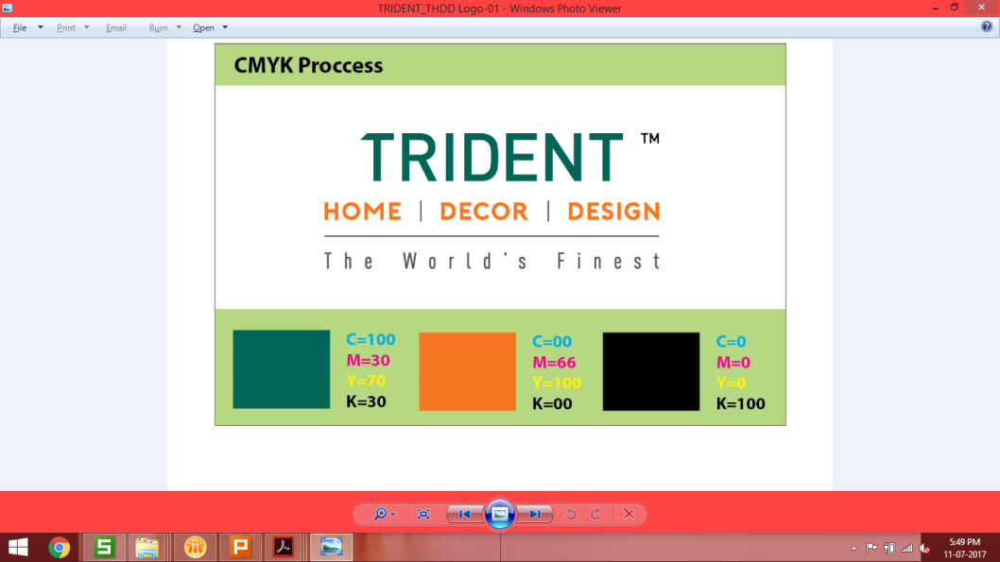 TRIDENT_THDD Logo-01 - Windows Photo Viewer
File Print Email Burn Open
CMYK Proccess
TRIDENT ™
HOME | DECOR | DESIGN
The World's Finest
C=100
M=30
Y=70
K=30
C=00
M=66
Y=100
K=00
C=0
M=0
Y=0
K=100
5:49 PM
11-07-2017